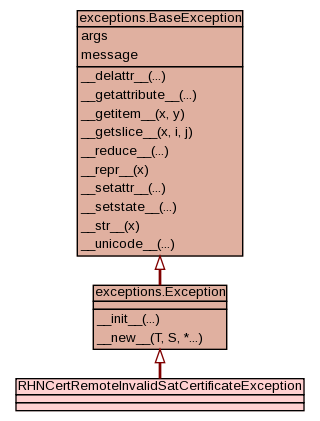 exceptions.BaseException
args
message
__delattr__(...)
__getattribute__(...)
__getitem__(x, y)
__getslice__(x, i, j)
__reduce__(...)
__repr__(x)
__setattr__(...)
__setstate__(...)
__str__(x)
__unicode__(...)
exceptions.Exception
__init__(...)
__new__(T, S, *...)
RHNCertRemoteInvalidSatCertificateException